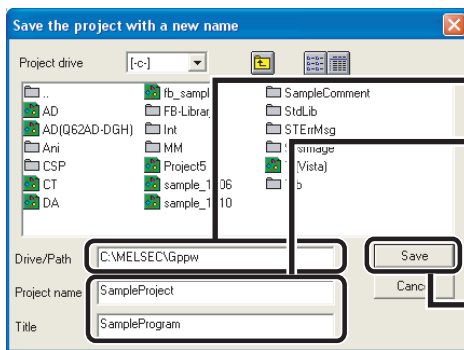 Save the project with a new name
Project drive
[-c-]
..
AD
AD(Q62AD-DGH)
Ani
CSP
CT
DA
FB-Librar
Int
MM
Project5
SampleComment
StdLib
STErrMsg
(Vista)
Drive/Path
C:\MELSEC\Gppw
Save
Project name
SampleProject
Title
SampleProgram